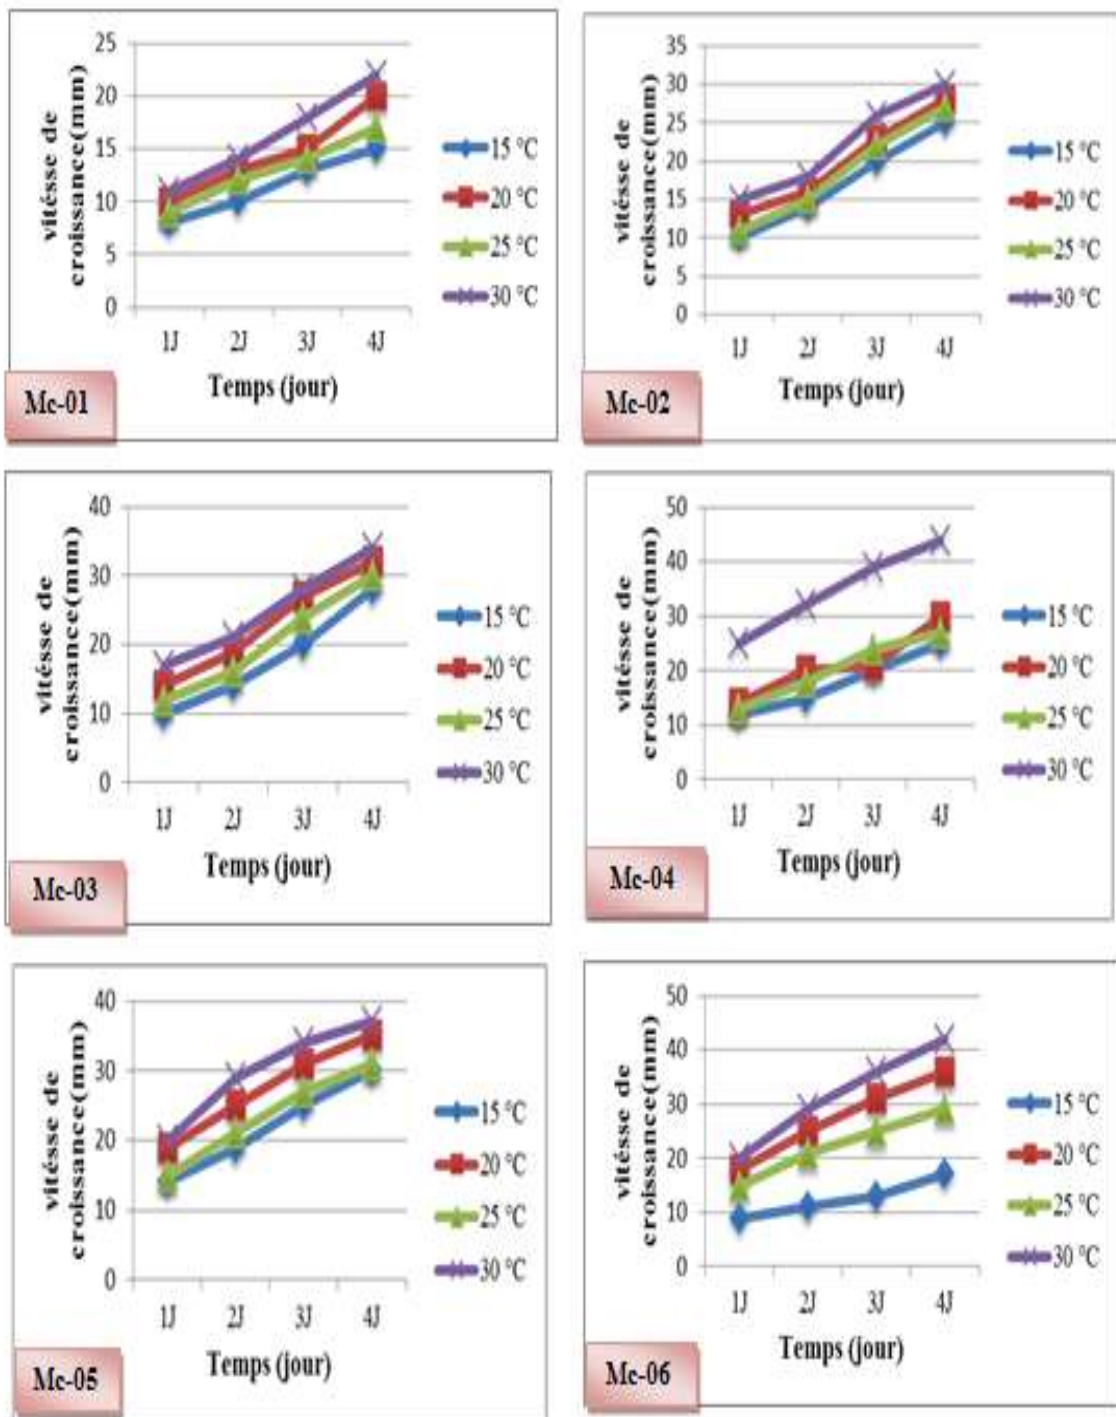 25
20
15
10
5
0
vitésse de
croissance(mm)
1J 2J 3J 4J
Temps (jour)
15 °C
20 °C
25 °C
30 °C
Mc-01
35
30
25
20
15
10
5
0
vitésse de
croissance(mm)
1J 2J 3J 4J
Temps (jour)
15 °C
20 °C
25 °C
30 °C
Mc-02
40
30
20
10
0
vitésse de
croissance(mm)
1J 2J 3J 4J
Temps (jour)
15 °C
20 °C
25 °C
30 °C
Mc-03
50
40
30
20
10
0
vitésse de
croissance(mm)
1J 2J 3J 4J
Temps (jour)
15 °C
20 °C
25 °C
30 °C
Mc-04
40
30
20
10
0
vitésse de
croissance(mm)
1J 2J 3J 4J
Temps (jour)
15 °C
20 °C
25 °C
30 °C
Mc-05
50
40
30
20
10
0
vitésse de
croissance(mm)
1J 2J 3J 4J
Temps (jour)
15 °C
20 °C
25 °C
30 °C
Mc-06